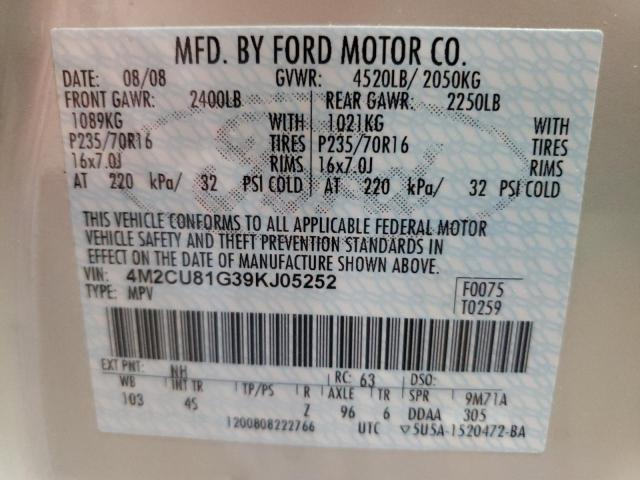 MFD. BY FORD MOTOR CO.
DATE: 08/08 GVWR: 4520LB/ 2050KG
FRONT GAWR: 2400LB REAR GAWR: 2250LB
1089KG WITH 1021KG WITH
P235/70R16 TIRES P235/70R16 TIRES
16x7.0J RIMS 16x7.0J RIMS
AT 220 kPa/ 32 PSI COLD AT 220 kPa/ 32 PSI COLD
THIS VEHICLE CONFORMS TO ALL APPLICABLE FEDERAL MOTOR
VEHICLE SAFETY AND THEFT PREVENTION STANDARDS IN
EFFECT ON THE DATE OF MANUFACTURE SHOWN ABOVE.
VIN: 4M2CU81G39KJ05252 F0075
TYPE: MPV T0259
EXT PNT: NH RC: 63 DSO:
WB INT TR TP/PS R AXLE TR SPR 9M71A
103 45 Z 96 6 DDAA 305
1200808222766 UTC ▽5U5A-1520472-BA